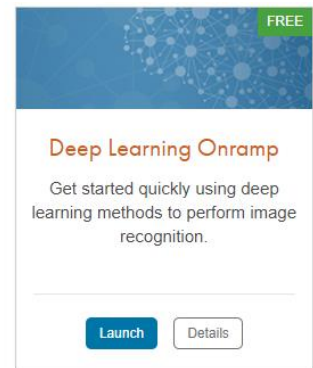 FREE
Deep Learning Onramp
Get started quickly using deep
learning methods to perform image
recognition.
Launch
Details